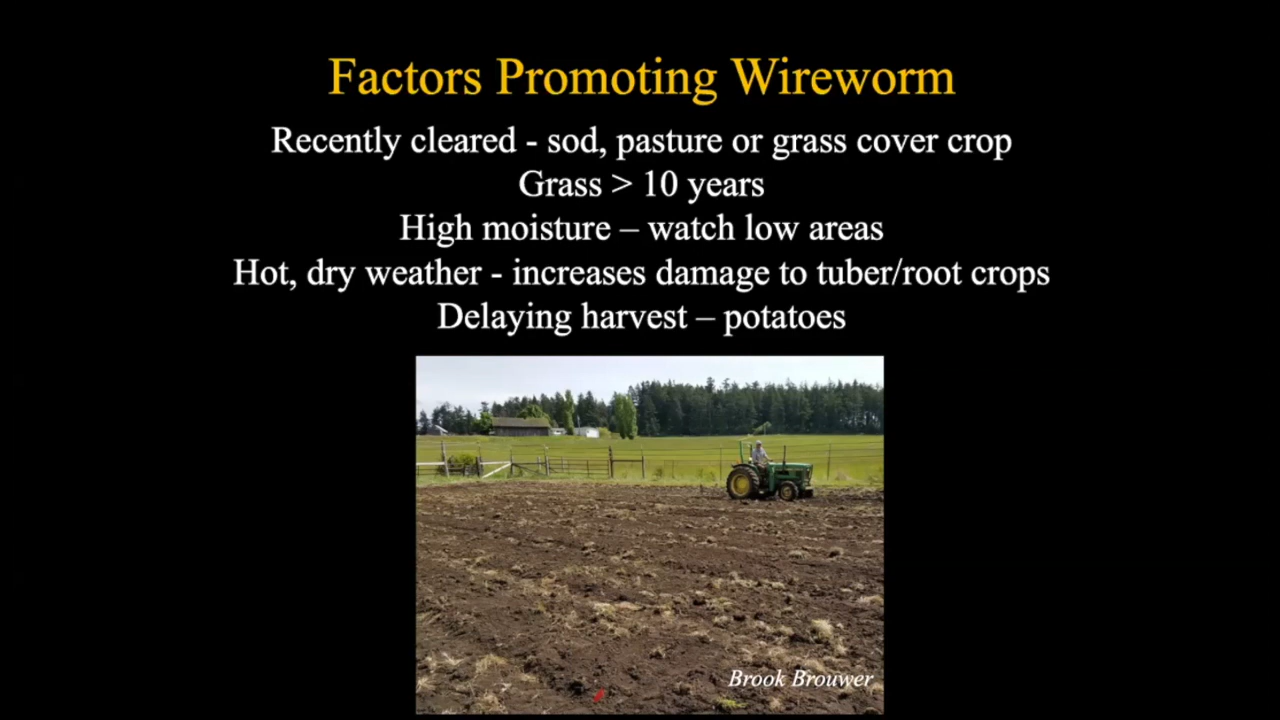 Factors Promoting Wireworm
Recently cleared - sod, pasture or grass cover crop
Grass > 10 years
High moisture – watch low areas
Hot, dry weather - increases damage to tuber/root crops
Delaying harvest – potatoes
Brook Brouwer